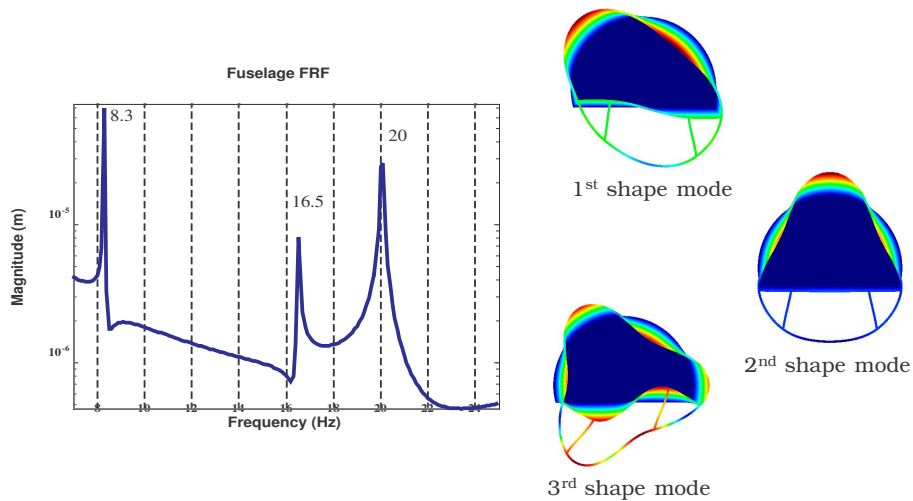 Fuselage FRF
8.3
20
16.5
10⁻⁵
10⁻⁶
Magnitude (m)
8 10 12 14 16 18 20 22 24
Frequency (Hz)
1st shape mode
2nd shape mode
3rd shape mode